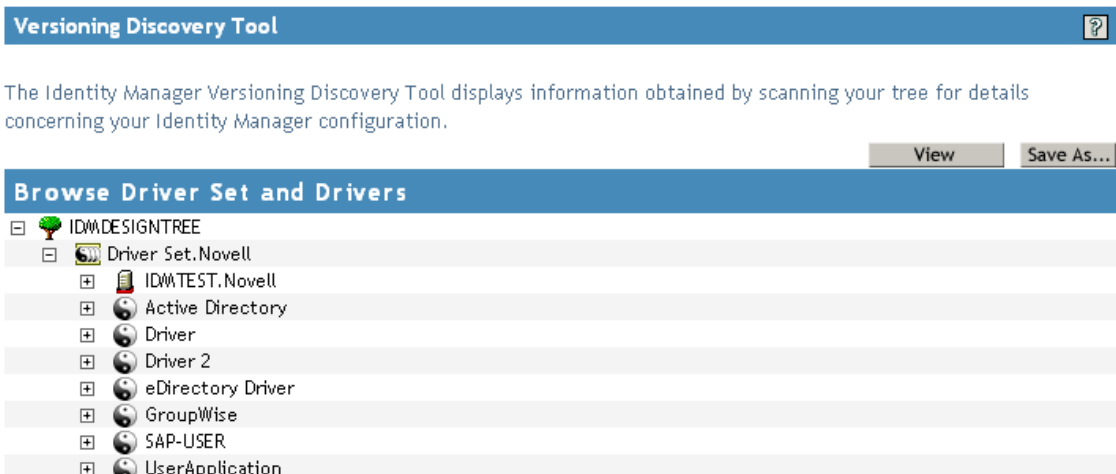 Versioning Discovery Tool ?
The Identity Manager Versioning Discovery Tool displays information obtained by scanning your tree for details
concerning your Identity Manager configuration.
View Save As...
Browse Driver Set and Drivers
IDMDESIGNTREE
Driver Set.Novell
IDMTEST.Novell
Active Directory
Driver
Driver 2
eDirectory Driver
GroupWise
SAP-USER
UserApplication